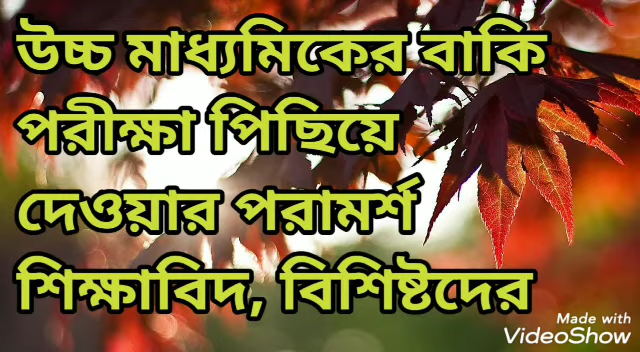 উচ্চ মাধ্যমিকের বাকি
পরীক্ষা পিছিয়ে
দেওয়ার পরামর্শ
শিক্ষাবিদ, বিশিষ্টদের
Made with
VideoShow